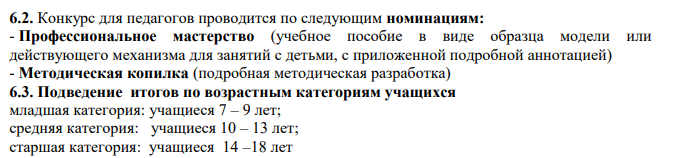 6.2. Конкурс для педагогов проводится по следующим номинациям:
- Профессиональное мастерство (учебное пособие в виде образца модели или
действующего механизма для занятий с детьми, с приложенной подробной аннотацией)
- Методическая копилка (подробная методическая разработка)
6.3. Подведение итогов по возрастным категориям учащихся
младшая категория: учащиеся 7 – 9 лет;
средняя категория: учащиеся 10 – 13 лет;
старшая категория: учащиеся 14 –18 лет